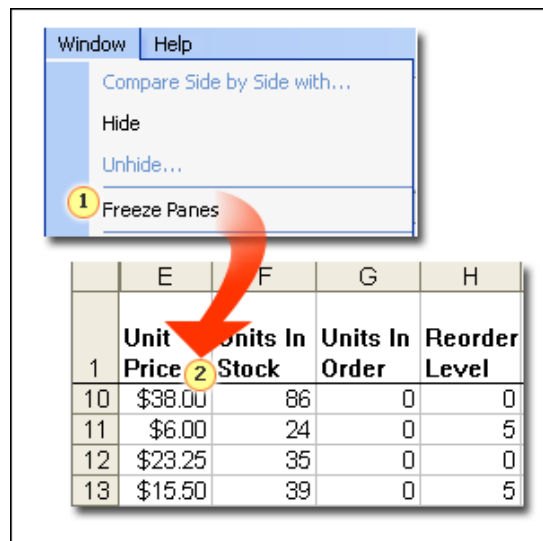 Window Help
Compare Side by Side with...
Hide
Unhide...
1 Freeze Panes
E F G H
Unit Units In Units In Reorder
1 Price 2 Stock Order Level
10 $38.00 86 0 0
11 $6.00 24 0 5
12 $23.25 35 0 0
13 $15.50 39 0 5